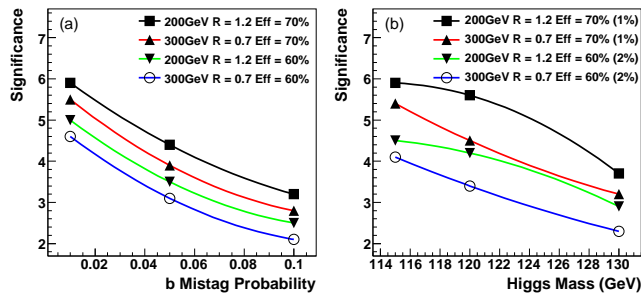 (a)
200GeV R = 1.2 Eff = 70%
300GeV R = 0.7 Eff = 70%
200GeV R = 1.2 Eff = 60%
300GeV R = 0.7 Eff = 60%
Significance
7
6
5
4
3
2
0.02 0.04 0.06 0.08 0.1
b Mistag Probability
(b)
200GeV R = 1.2 Eff = 70% (1%)
300GeV R = 0.7 Eff = 70% (1%)
200GeV R = 1.2 Eff = 60% (2%)
300GeV R = 0.7 Eff = 60% (2%)
Significance
7
6
5
4
3
2
114 116 118 120 122 124 126 128 130
Higgs Mass (GeV)